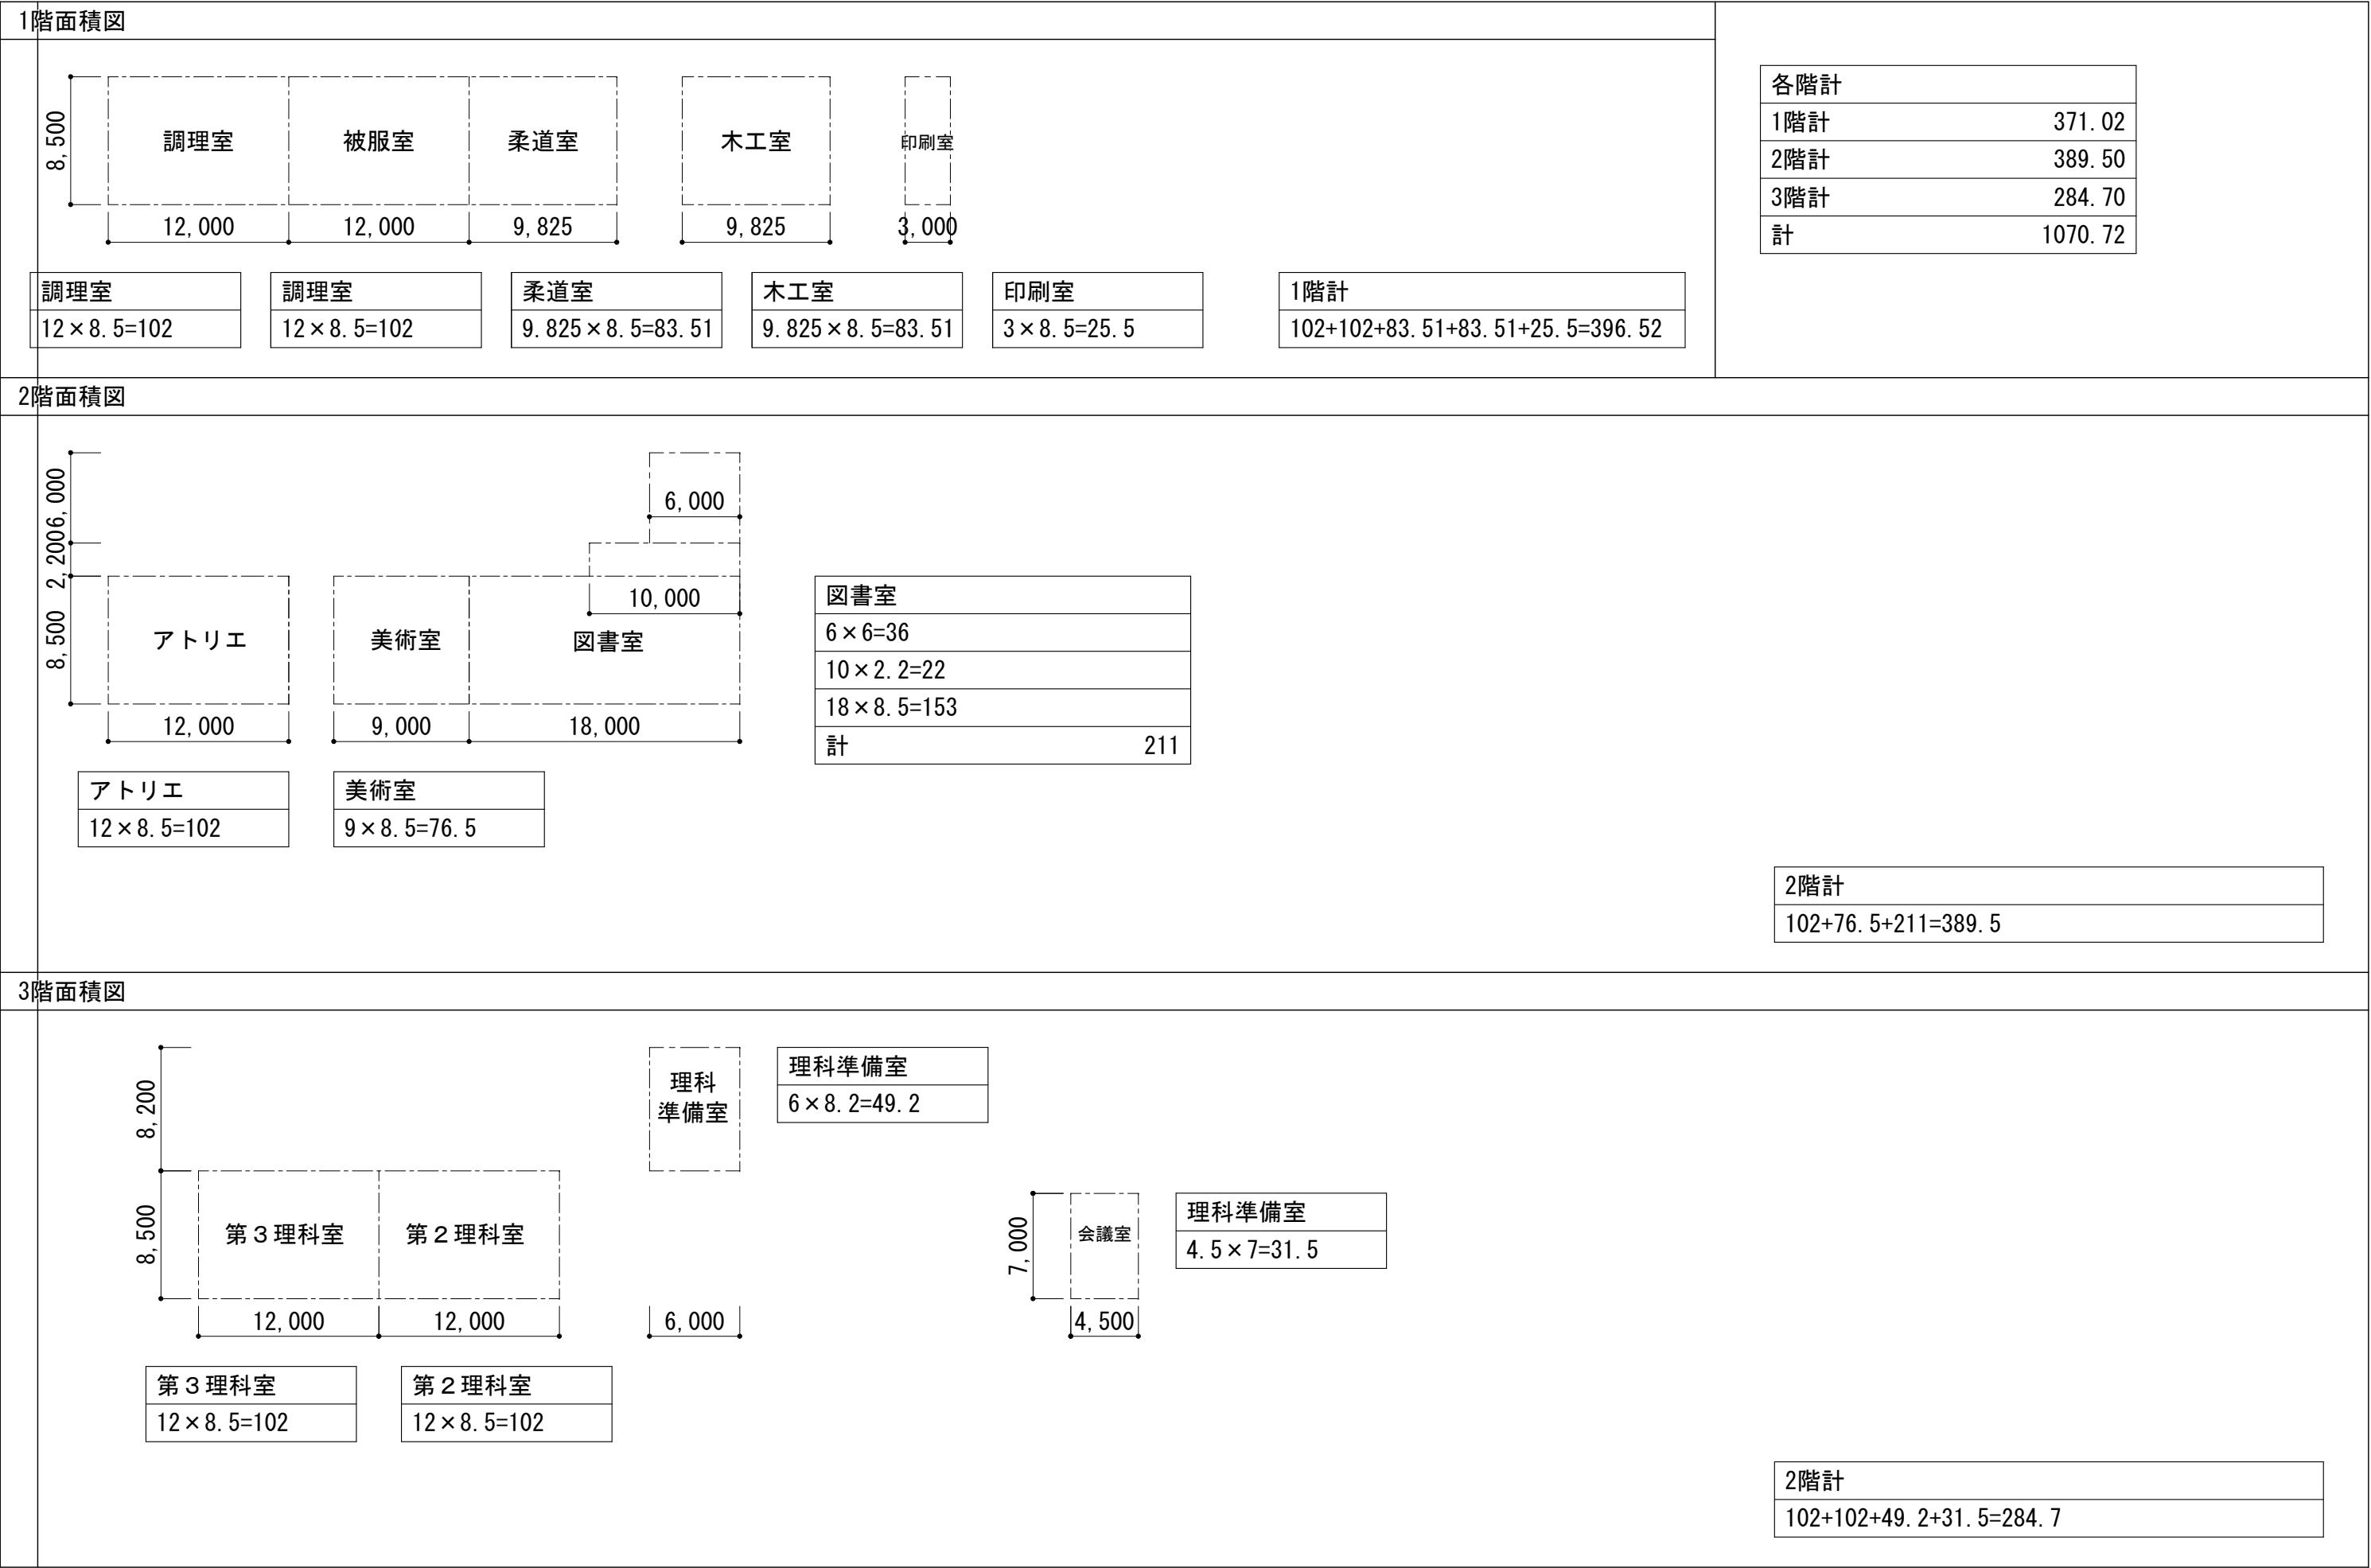 1階面積図
8,500
調理室
被服室
柔道室
木工室
印刷室
12,000
12,000
9,825
9,825
3,000
調理室
12×8.5=102
調理室
12×8.5=102
柔道室
9.825×8.5=83.51
木工室
9.825×8.5=83.51
印刷室
3×8.5=25.5
1階計
102+102+83.51+83.51+25.5=396.52
各階計
1階計 371.02
2階計 389.50
3階計 284.70
計 1070.72
2階面積図
6,000
2,200
8,500
6,000
10,000
アトリエ
美術室
図書室
12,000
9,000
18,000
図書室
6×6=36
10×2.2=22
18×8.5=153
計 211
アトリエ
12×8.5=102
美術室
9×8.5=76.5
2階計
102+76.5+211=389.5
3階面積図
8,200
8,500
理科
準備室
理科準備室
6×8.2=49.2
第３理科室
第２理科室
7,000
会議室
理科準備室
4.5×7=31.5
12,000
12,000
6,000
4,500
第３理科室
12×8.5=102
第２理科室
12×8.5=102
2階計
102+102+49.2+31.5=284.7